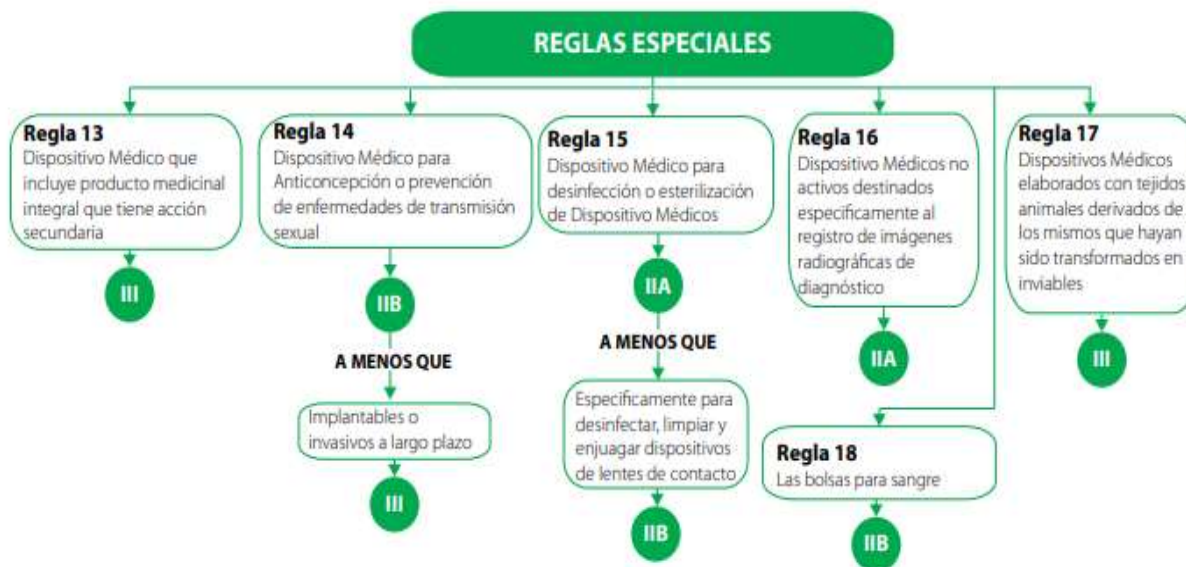 REGLAS ESPECIALES
Regla 13
Dispositivo Médico que
incluye producto medicinal
integral que tiene acción
secundaria
III
Regla 14
Dispositivo Médico para
Anticoncepción o prevención
de enfermedades de transmisión
sexual
IIB
A MENOS QUE
Implantables o
invasivos a largo plazo
III
Regla 15
Dispositivo Médico para
desinfección o esterilización
de Dispositivo Médicos
IIA
A MENOS QUE
Especificamente para
desinfectar, limpiar y
enjuagar dispositivos
de lentes de contacto
IIB
Regla 16
Dispositivo Médicos no
activos destinados
especificamente al
registro de imágenes
radiográficas de
diagnóstico
IIA
Regla 17
Dispositivos Médicos
elaborados con tejidos
animales derivados de
los mismos que hayan
sido transformados en
inviables
III
Regla 18
Las bolsas para sangre
IIB